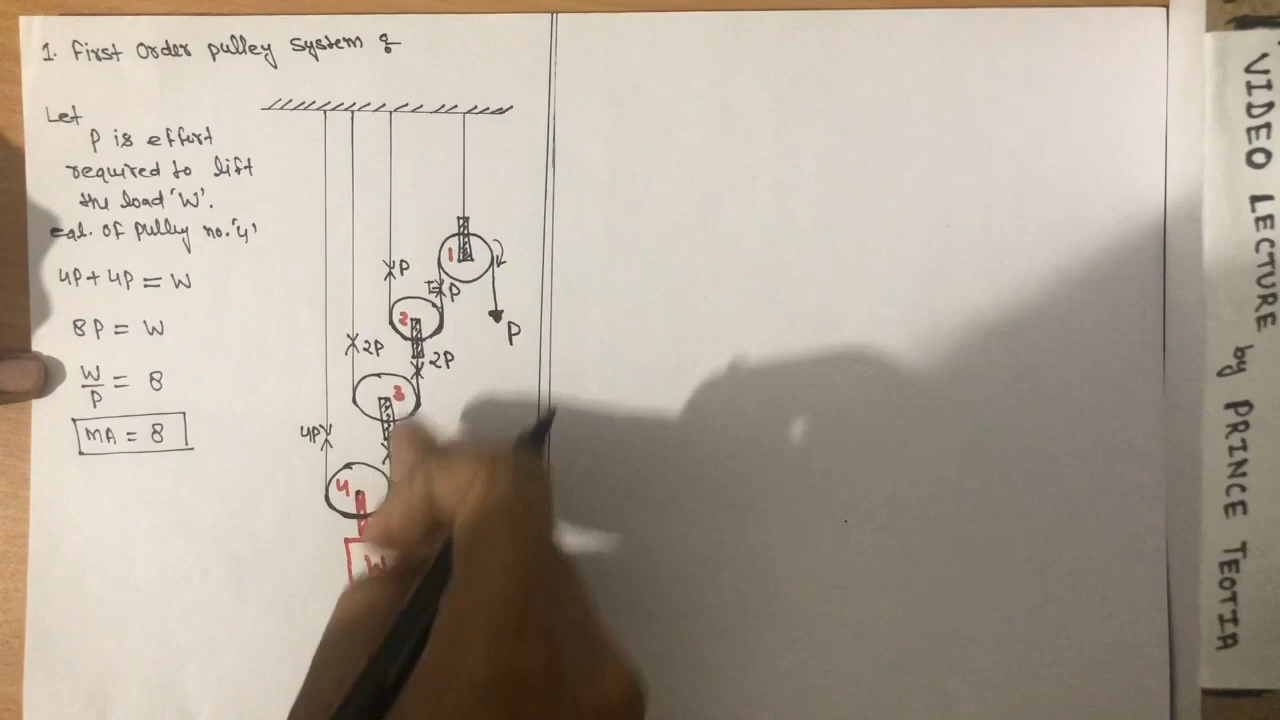 1. First Order pulley system :-
Let
P is effort
required to lift
the load 'W'.
eql. of pully no. '4'
4P + 4P = W
8P = W
W/P = 8
MA = 8
1
P
P
P
2
2P
2P
3
4P
4
W
VIDEO LECTURE by PRINCE TEOTIA